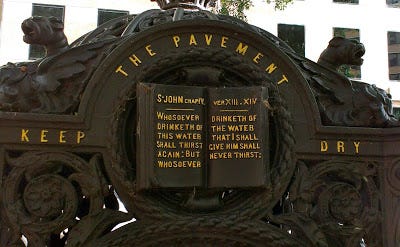 KEEP THE PAVEMENT DRY
ST JOHN CHAP IV.
WHOSOEVER
DRINKETH OF
THIS WATER
SHALL THIRST
AGAIN: BUT
WHOSOEVER
VER XIII. XIV
DRINKETH OF
THE WATER
THAT I SHALL
GIVE HIM SHALL
NEVER THIRST: